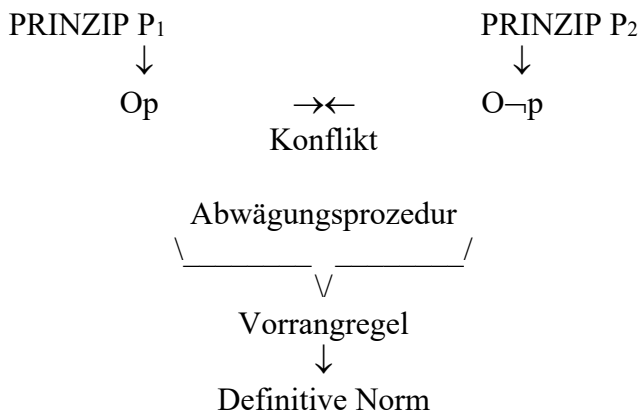 PRINZIP P₁ PRINZIP P₂
↓ ↓
Op →← O¬p
Konflikt
Abwägungsprozedur
Vorrangregel
↓
Definitive Norm